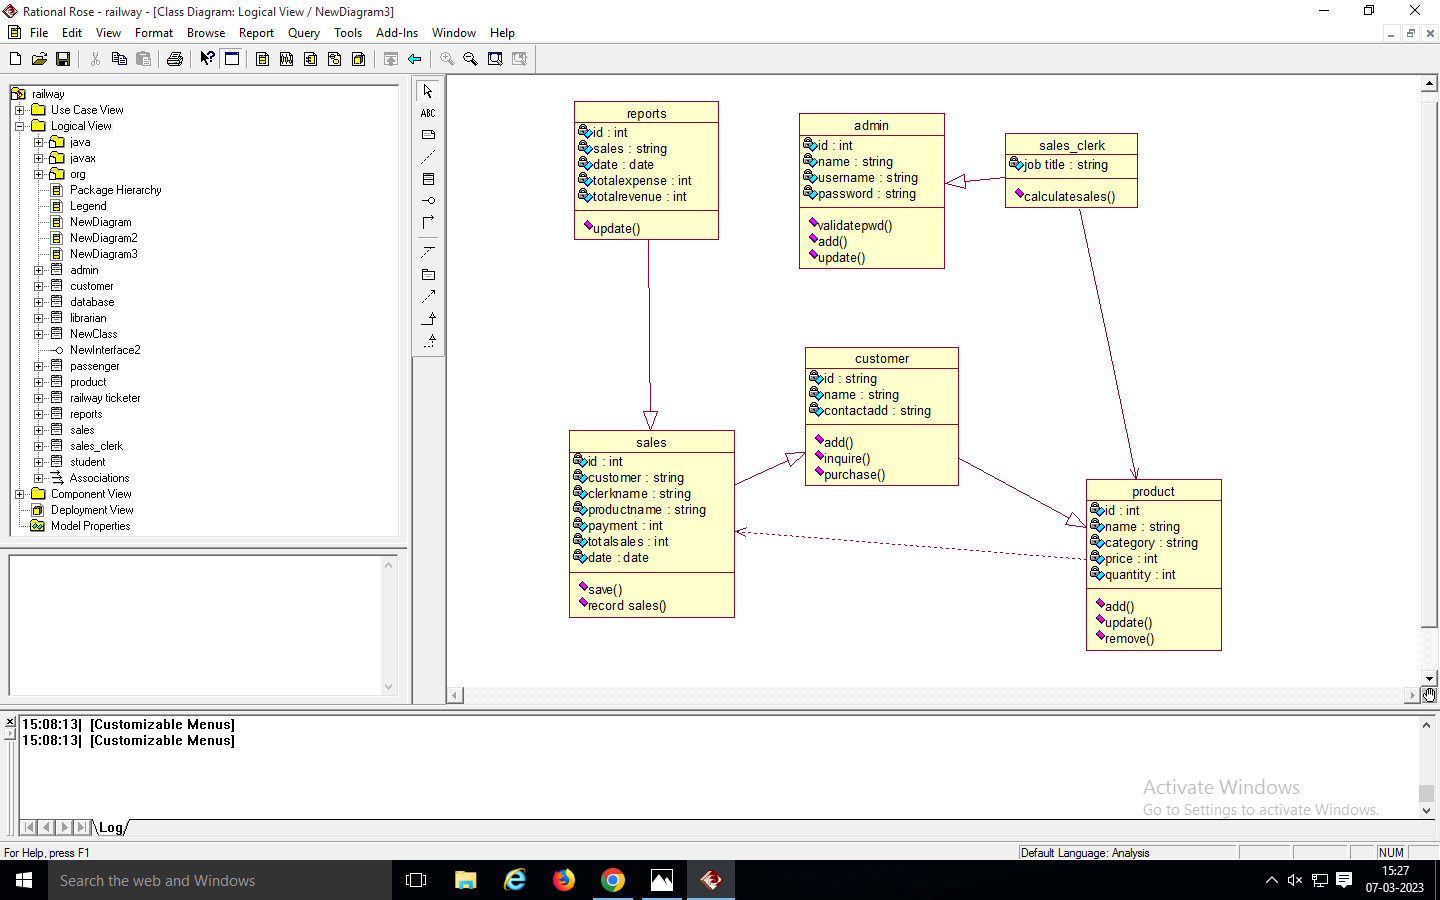 Rational Rose - railway - [Class Diagram: Logical View / NewDiagram3]
File Edit View Format Browse Report Query Tools Add-Ins Window Help
railway
Use Case View
Logical View
java
javax
org
Package Hierarchy
Legend
NewDiagram
NewDiagram2
NewDiagram3
admin
customer
database
librarian
NewClass
NewInterface2
passenger
product
railway ticketer
reports
sales
sales_clerk
student
Associations
Component View
Deployment View
Model Properties
ABC
reports
id : int
sales : string
date : date
totalexpense : int
totalrevenue : int
update()
admin
id : int
name : string
username : string
password : string
validatepwd()
add()
update()
sales_clerk
job title : string
calculatesales()
customer
id : string
name : string
contactadd : string
add()
inquire()
purchase()
sales
id : int
customer : string
clerkname : string
productname : string
payment : int
totalsales : int
date : date
save()
record sales()
product
id : int
name : string
category : string
price : int
quantity : int
add()
update()
remove()
15:08:13| [Customizable Menus]
15:08:13| [Customizable Menus]
Activate Windows
Go to Settings to activate Windows.
Log
For Help, press F1
Default Language: Analysis
NUM
Search the web and Windows
15:27
07-03-2023